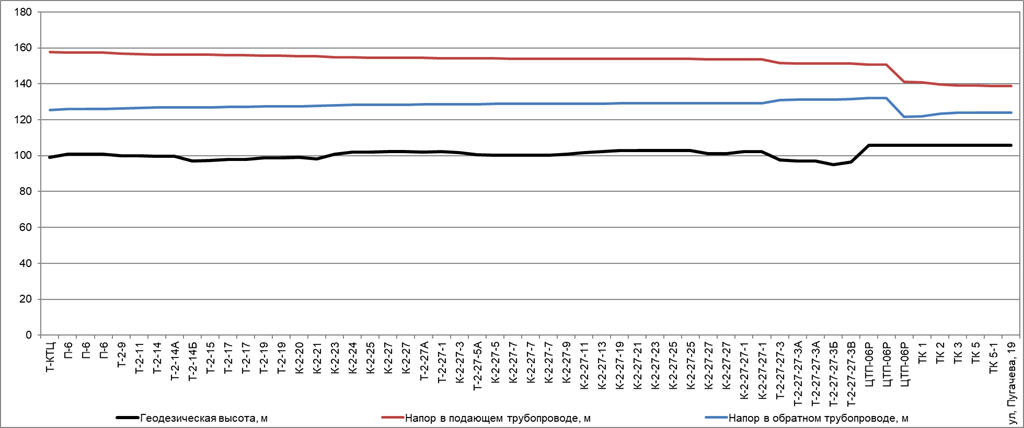 180
160
140
120
100
80
60
40
20
0
Т-КТЦ
П-6
П-6
П-6
Т-2-9
Т-2-11
Т-2-14
Т-2-14А
Т-2-14Б
Т-2-15
Т-2-17
Т-2-17
Т-2-19
Т-2-19
К-2-20
К-2-21
К-2-23
К-2-24
К-2-25
К-2-27
К-2-27
Т-2-27А
Т-2-27-1
К-2-27-3
Т-2-27-5А
К-2-27-5
К-2-27-7
К-2-27-7
К-2-27-7
К-2-27-9
К-2-27-11
К-2-27-13
К-2-27-19
К-2-27-21
К-2-27-23
К-2-27-25
К-2-27-25
К-2-27-27
К-2-27-27
К-2-27-27-1
К-2-27-27-1
Т-2-27-27-3
Т-2-27-27-3А
Т-2-27-27-3А
Т-2-27-27-3Б
Т-2-27-27-3В
ЦТП-06Р
ЦТП-06Р
ЦТП-06Р
ТК 1
ТК 2
ТК 3
ТК 5
ТК 5-1
ул, Пугачева, 19
Геодезическая высота, м
Напор в подающем трубопроводе, м
Напор в обратном трубопроводе, м